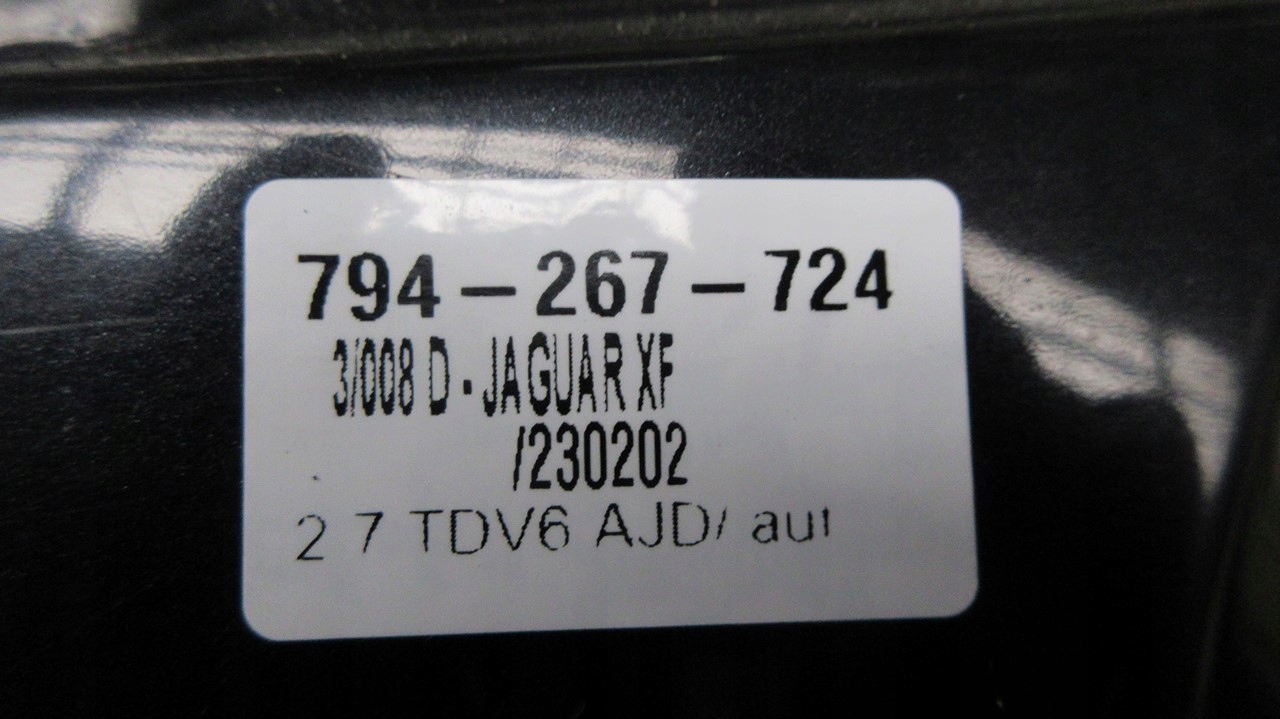 794-267-724
3/008 D - JAGUAR XF
/230202
2 7 TDV6 AJD/ aut